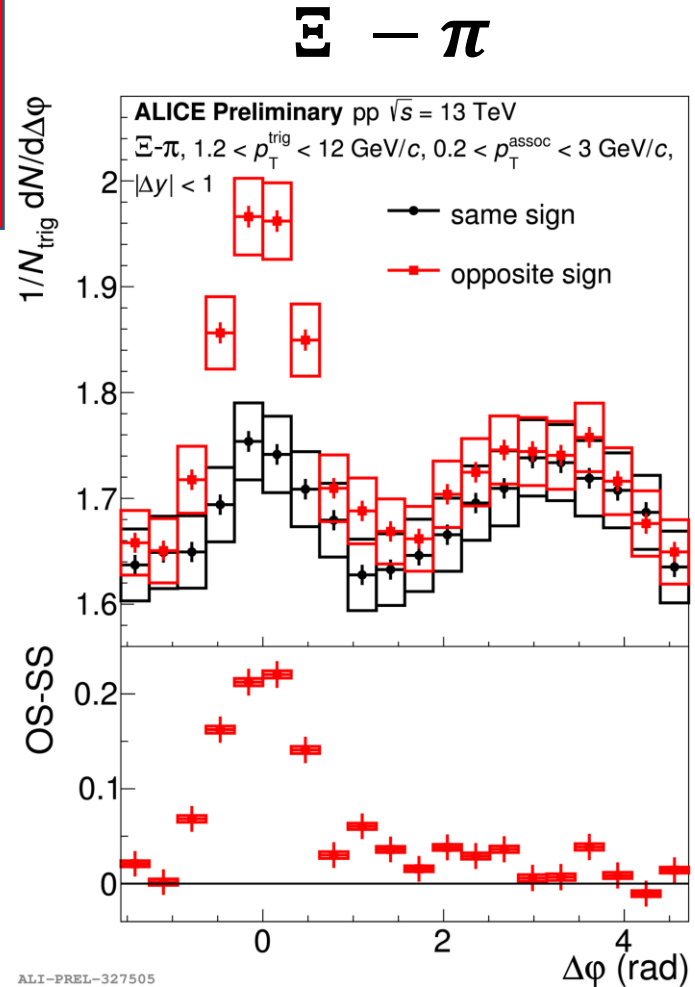 Ξ − π
ALICE Preliminary pp √s = 13 TeV
Ξ-π, 1.2 < p_T^trig < 12 GeV/c, 0.2 < p_T^assoc < 3 GeV/c,
|Δy| < 1
same sign
opposite sign
1/N_trig dN/dΔφ
2
1.9
1.8
1.7
1.6
OS-SS
0.2
0.1
0
0 2 4
Δφ (rad)
ALI-PREL-327505